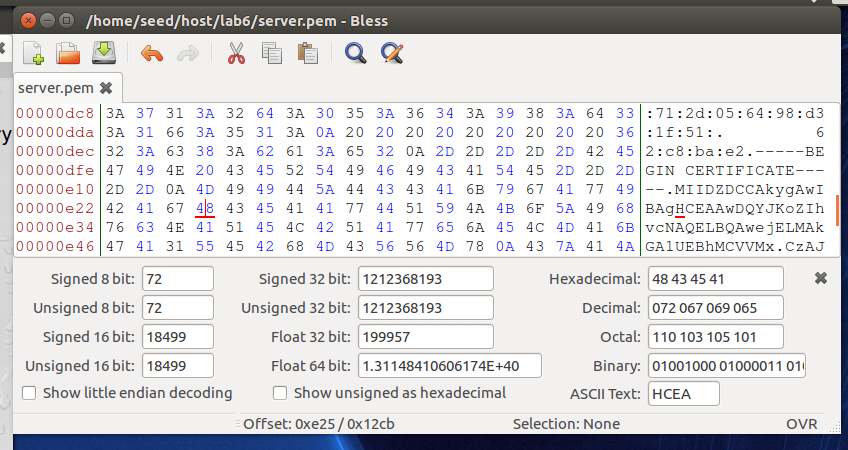 /home/seed/host/lab6/server.pem - Bless
server.pem
00000dc8 3A 37 31 3A 32 64 3A 30 35 3A 36 34 3A 39 38 3A 64 33 :71:2d:05:64:98:d3
00000dda 3A 31 66 3A 35 31 3A 0A 20 20 20 20 20 20 20 20 20 36 :1f:51:. 6
00000dec 32 3A 63 38 3A 62 61 3A 65 32 0A 2D 2D 2D 2D 2D 42 45 2:c8:ba:e2.-----BE
00000dfe 47 49 4E 20 43 45 52 54 49 46 49 43 41 54 45 2D 2D 2D GIN CERTIFICATE---
00000e10 2D 2D 0A 4D 49 49 44 5A 44 43 43 41 6B 79 67 41 77 49 --.MIIDZDCCAkygAwI
00000e22 42 41 67 48 43 45 41 41 77 44 51 59 4A 4B 6F 5A 49 68 BAgHCEAAwDQYJKoZIh
00000e34 76 63 4E 41 51 45 4C 42 51 41 77 65 6A 45 4C 4D 41 6B vcNAQELBQAwejELMAk
00000e46 47 41 31 55 45 42 68 4D 43 56 56 4D 78 0A 43 7A 41 4A GA1UEBhMCVVMx.CzAJ
Signed 8 bit: 72 Signed 32 bit: 1212368193 Hexadecimal: 48 43 45 41
Unsigned 8 bit: 72 Unsigned 32 bit: 1212368193 Decimal: 072 067 069 065
Signed 16 bit: 18499 Float 32 bit: 199957 Octal: 110 103 105 101
Unsigned 16 bit: 18499 Float 64 bit: 1.31148410606174E+40 Binary: 01001000 01000011 010
Show little endian decoding Show unsigned as hexadecimal ASCII Text: HCEA
Offset: 0xe25 / 0x12cb Selection: None OVR